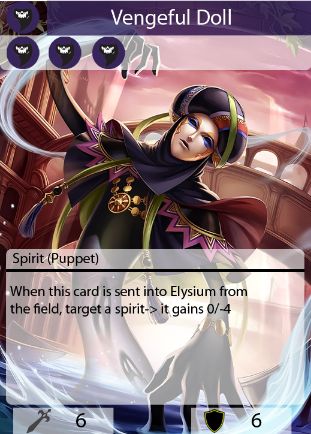 Vengeful Doll
Spirit (Puppet)
When this card is sent into Elysium from
the field, target a spirit-> it gains 0/-4
6
6